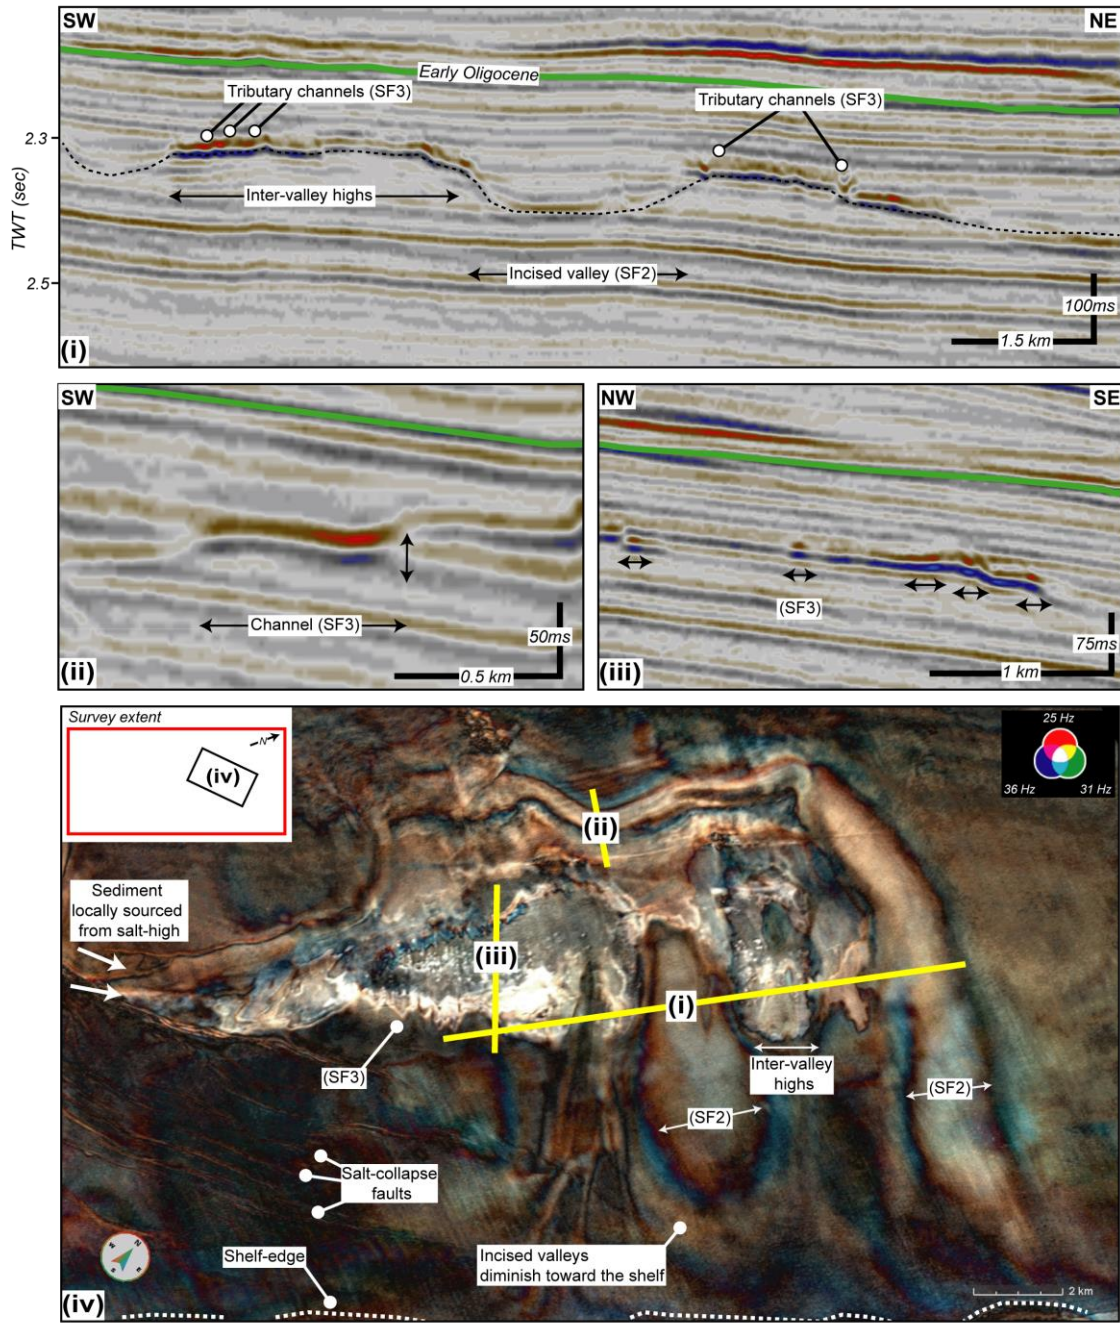 SW
NE
Early Oligocene
Tributary channels (SF3)
Tributary channels (SF3)
2.3
Inter-valley highs
TWT (sec)
Incised valley (SF2)
2.5
100ms
1.5 km
(i)
SW
Channel (SF3)
50ms
0.5 km
(ii)
NW
SE
(SF3)
75ms
1 km
(iii)
Survey extent
N
(iv)
25 Hz
36 Hz
31 Hz
(ii)
Sediment
locally sourced
from salt-high
(iii)
(i)
(SF3)
Inter-valley
highs
(SF2)
(SF2)
Salt-collapse
faults
Shelf-edge
Incised valleys
diminish toward the shelf
2 km
(iv)